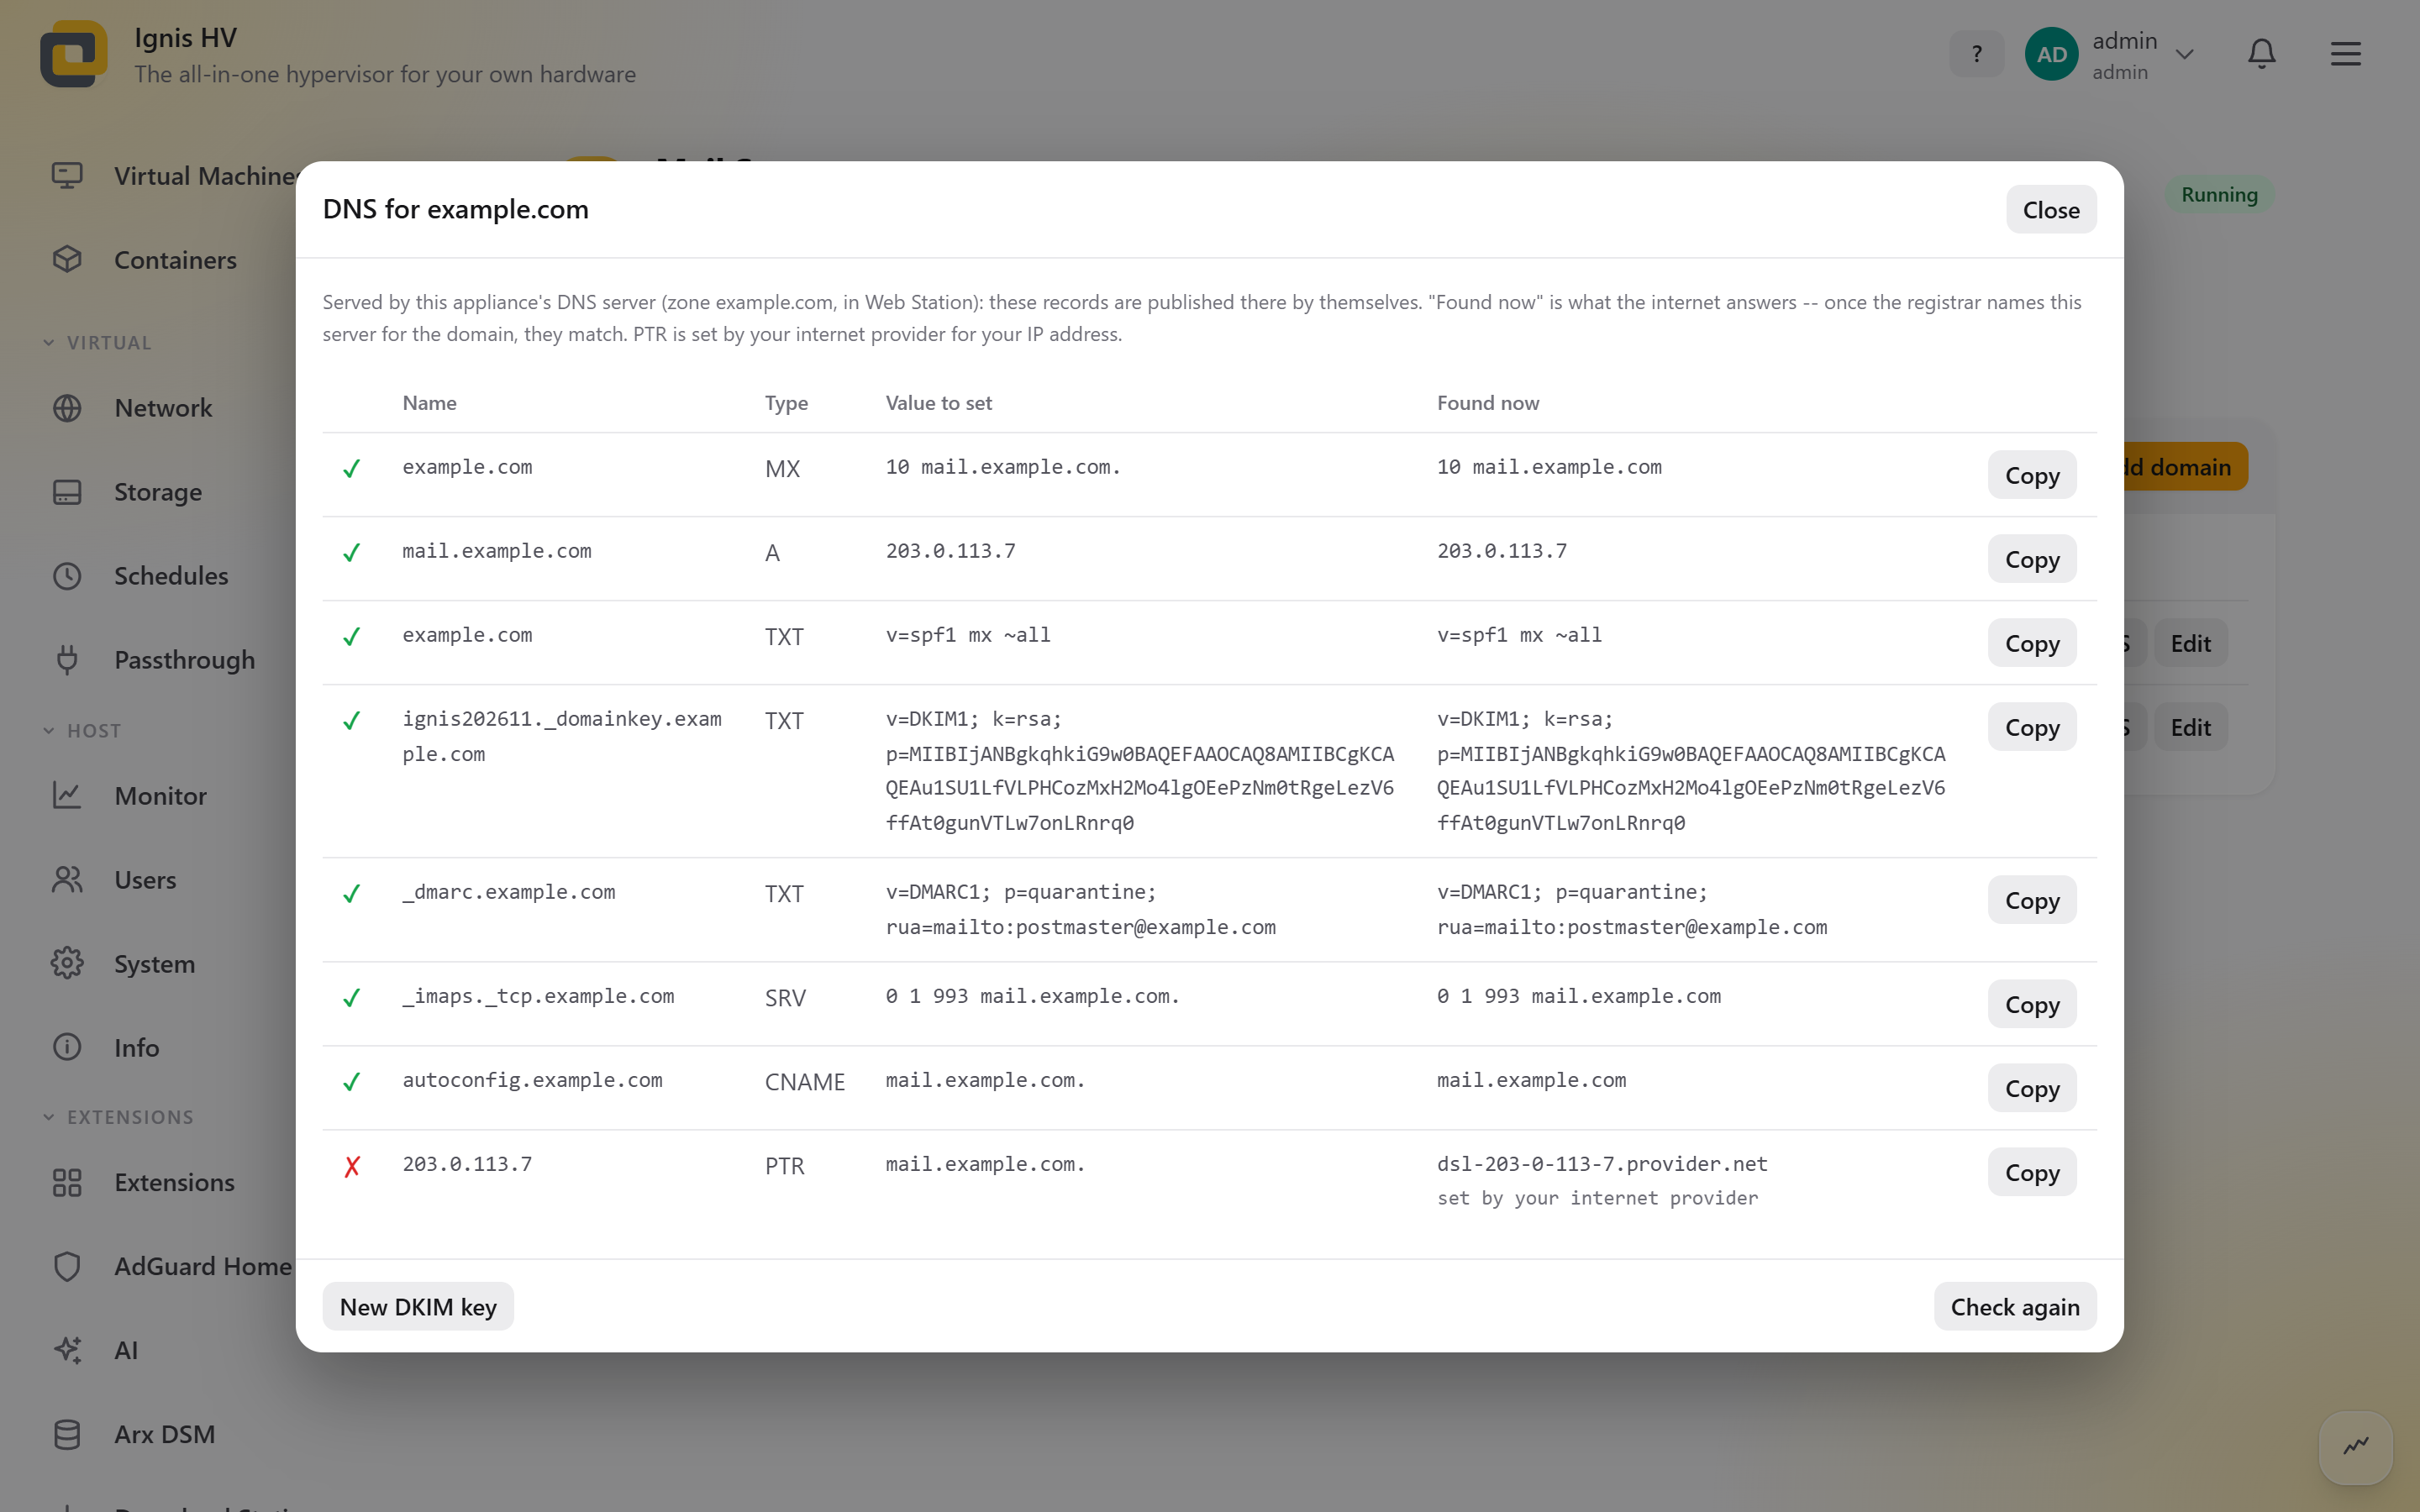 Ignis HV
The all-in-one hypervisor for your own hardware
?
AD
admin
admin
Virtual Machines
Containers
VIRTUAL
Network
Storage
Schedules
Passthrough
HOST
Monitor
Users
System
Info
EXTENSIONS
Extensions
AdGuard Home
AI
Arx DSM
Running
domain
Edit
Edit
DNS for example.com
Close
Served by this appliance's DNS server (zone example.com, in Web Station): these records are published there by themselves. "Found now" is what the internet answers -- once the registrar names this
server for the domain, they match. PTR is set by your internet provider for your IP address.
Name Type Value to set Found now
✓ example.com MX 10 mail.example.com. 10 mail.example.com Copy
✓ mail.example.com A 203.0.113.7 203.0.113.7 Copy
✓ example.com TXT v=spf1 mx ~all v=spf1 mx ~all Copy
✓ ignis202611._domainkey.exam TXT v=DKIM1; k=rsa; v=DKIM1; k=rsa; Copy
ple.com p=MIIBIjANBgkqhkiG9w0BAQEFAAOCAQ8AMIIBCgKCA p=MIIBIjANBgkqhkiG9w0BAQEFAAOCAQ8AMIIBCgKCA
QEAu1SU1LfVLPHCozMxH2Mo4lgOEePzNm0tRgeLezV6 QEAu1SU1LfVLPHCozMxH2Mo4lgOEePzNm0tRgeLezV6
ffAt0gunVTLw7onLRnrq0 ffAt0gunVTLw7onLRnrq0
✓ _dmarc.example.com TXT v=DMARC1; p=quarantine; v=DMARC1; p=quarantine; Copy
rua=mailto:postmaster@example.com rua=mailto:postmaster@example.com
✓ _imaps._tcp.example.com SRV 0 1 993 mail.example.com. 0 1 993 mail.example.com Copy
✓ autoconfig.example.com CNAME mail.example.com. mail.example.com Copy
✗ 203.0.113.7 PTR mail.example.com. dsl-203-0-113-7.provider.net Copy
set by your internet provider
New DKIM key
Check again